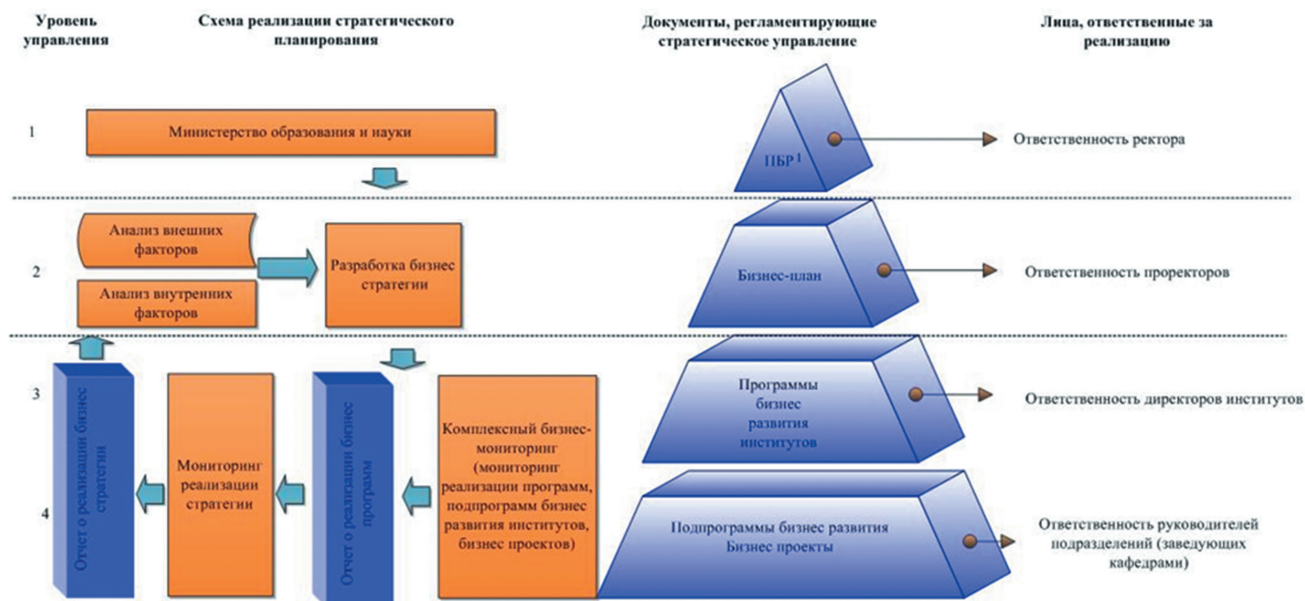 Уровень
управления
Схема реализации стратегического
планирования
Документы, регламентирующие
стратегическое управление
Лица, ответственные за
реализацию
1
Министерство образования и науки
ПБР 1
Ответственность ректора
2
Анализ внешних
факторов
Анализ внутренних
факторов
Разработка бизнес
стратегии
Бизнес-план
Ответственность проректоров
3
4
Отчет о реализации бизнес
стратегии
Мониторинг
реализации
стратегии
Отчет о реализации бизнес
программ
Комплексный бизнес-
мониторинг
(мониторинг
реализации программ,
подпрограмм бизнес
развития институтов,
бизнес проектов)
Программы
бизнес
развития
институтов
Ответственность директоров институтов
Подпрограммы бизнес развития
Бизнес проекты
Ответственность руководителей
подразделений (заведующих
кафедрами)